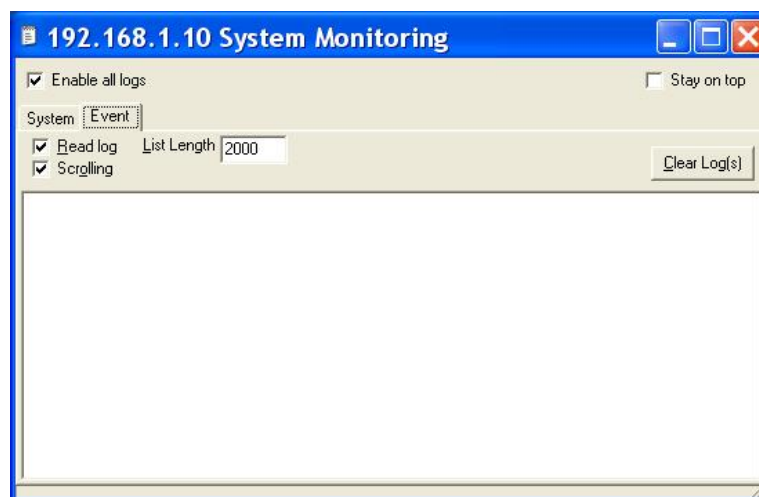 192.168.1.10 System Monitoring
Enable all logs
Stay on top
System
Event
Read log
List Length
2000
Scrolling
Clear Log(s)